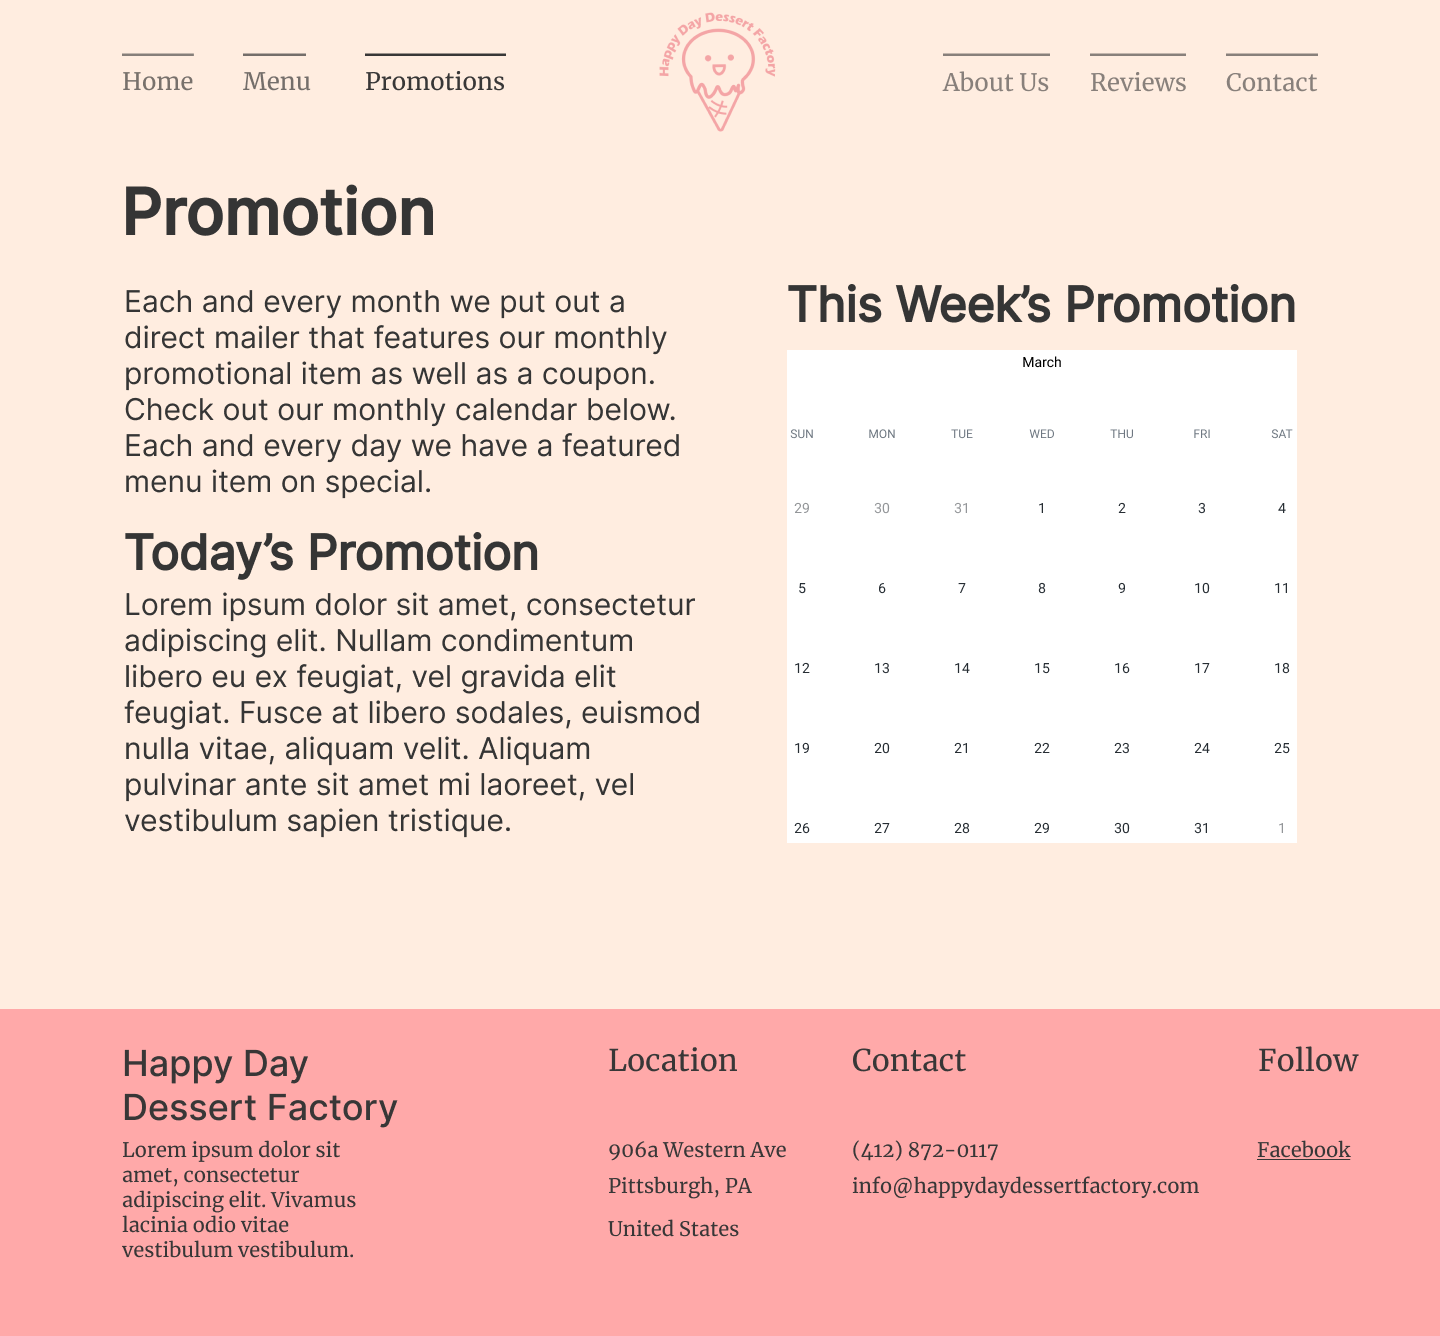 Home
Menu
Promotions
Happy Day Dessert Factory
About Us
Reviews
Contact
Promotion
Each and every month we put out a
direct mailer that features our monthly
promotional item as well as a coupon.
Check out our monthly calendar below.
Each and every day we have a featured
menu item on special.
Today’s Promotion
Lorem ipsum dolor sit amet, consectetur
adipiscing elit. Nullam condimentum
libero eu ex feugiat, vel gravida elit
feugiat. Fusce at libero sodales, euismod
nulla vitae, aliquam velit. Aliquam
pulvinar ante sit amet mi laoreet, vel
vestibulum sapien tristique.
This Week’s Promotion
March
SUN MON TUE WED THU FRI SAT
29 30 31 1 2 3 4
5 6 7 8 9 10 11
12 13 14 15 16 17 18
19 20 21 22 23 24 25
26 27 28 29 30 31 1
Happy Day
Dessert Factory
Lorem ipsum dolor sit
amet, consectetur
adipiscing elit. Vivamus
lacinia odio vitae
vestibulum vestibulum.
Location
906a Western Ave
Pittsburgh, PA
United States
Contact
(412) 872-0117
info@happydaydessertfactory.com
Follow
Facebook